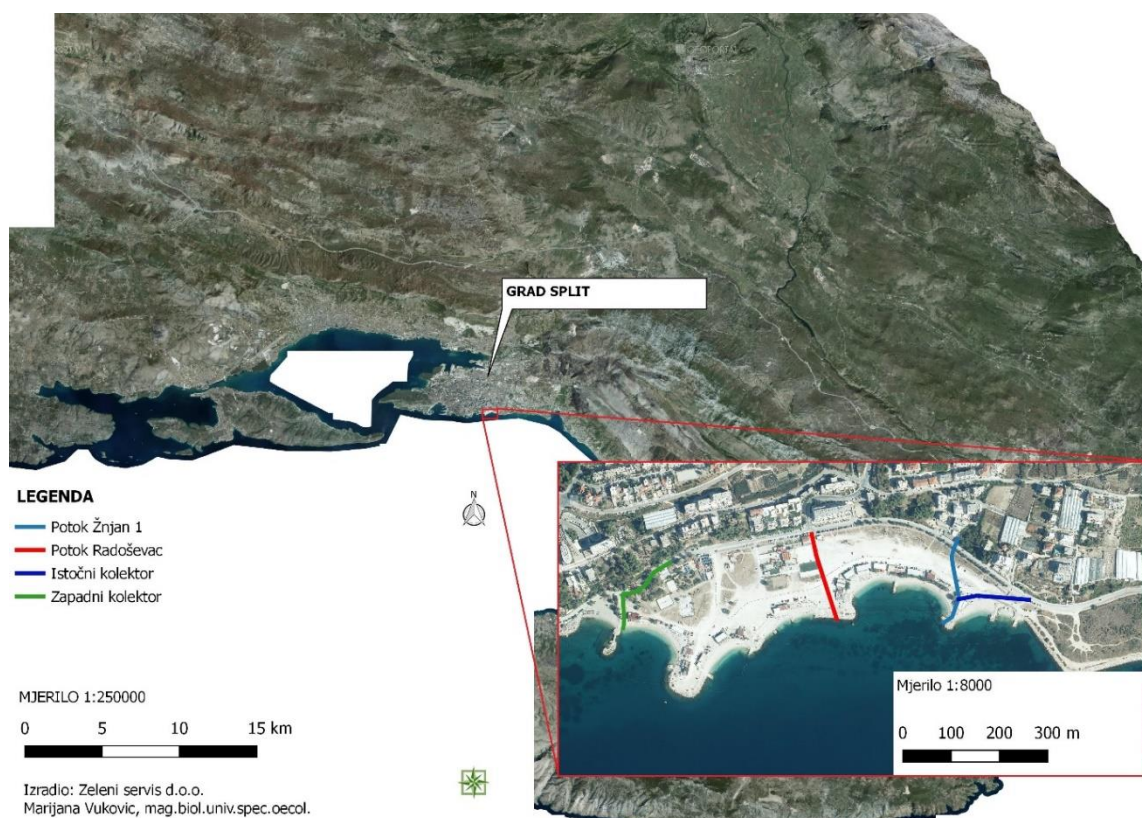 GEOPORTAL
GRAD SPLIT
LEGENDA
Potok Žnjan 1
Potok Radoševac
Istočni kolektor
Zapadni kolektor
N
MJERILO 1:250000
0 5 10 15 km
Izradio: Zeleni servis d.o.o.
Marijana Vukovic, mag.biol.univ.spec.oecol.
Mjerilo 1:8000
0 100 200 300 m